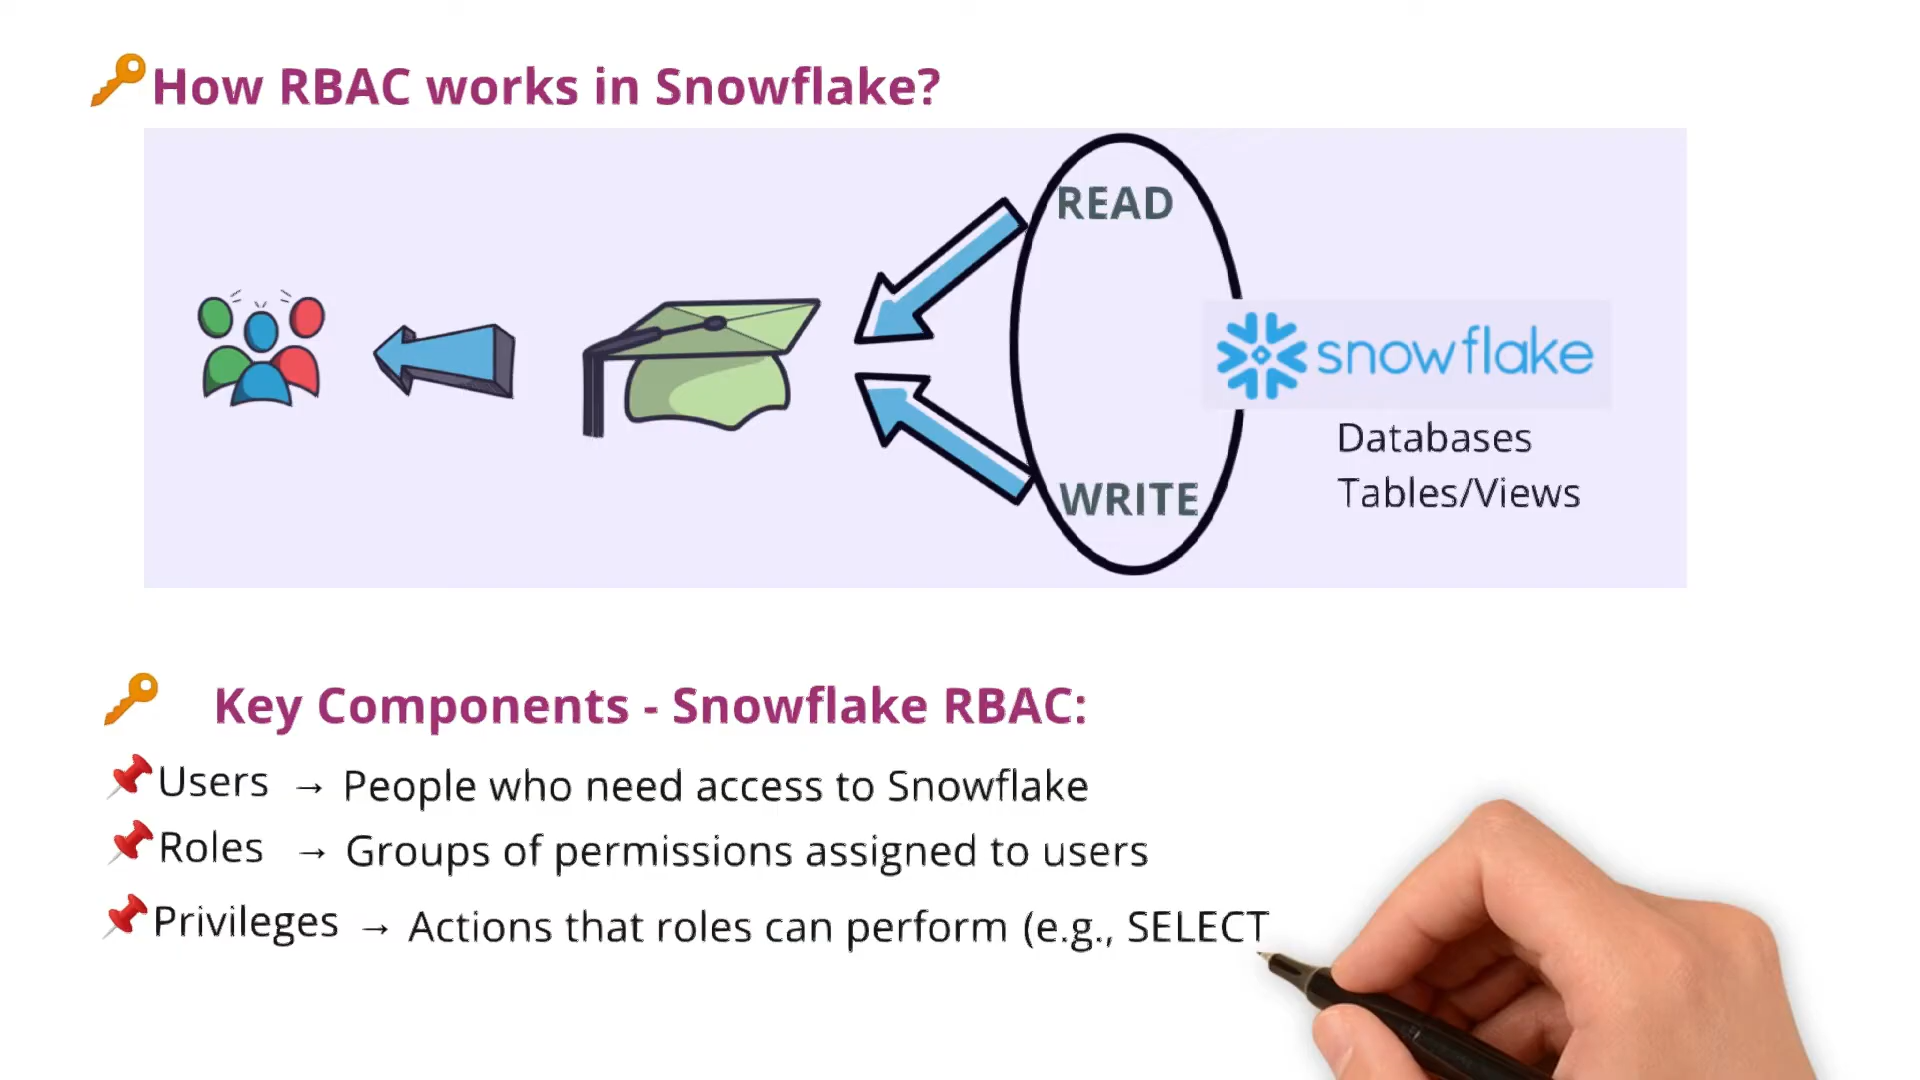 How RBAC works in Snowflake?
READ
snowflake
Databases
Tables/Views
WRITE
Key Components - Snowflake RBAC:
Users → People who need access to Snowflake
Roles → Groups of permissions assigned to users
Privileges → Actions that roles can perform (e.g., SELECT